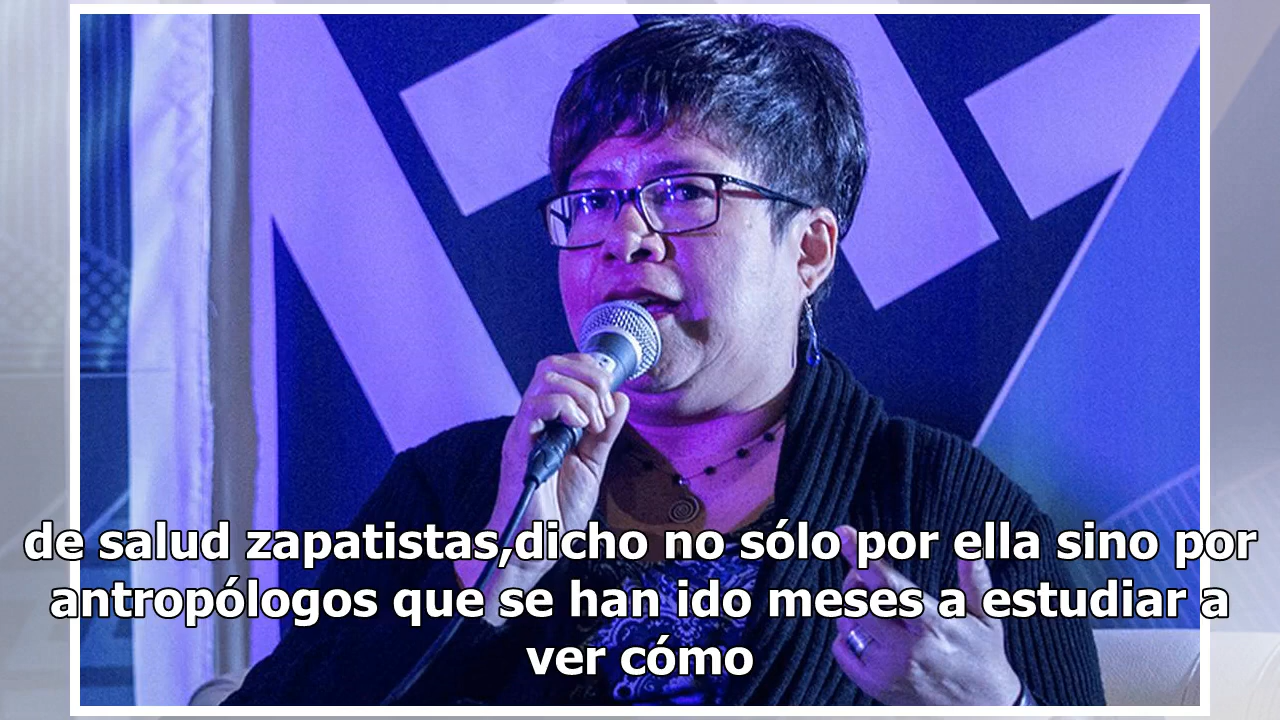 de salud zapatistas,dicho no sólo por ella sino por
antropólogos que se han ido meses a estudiar a
ver cómo